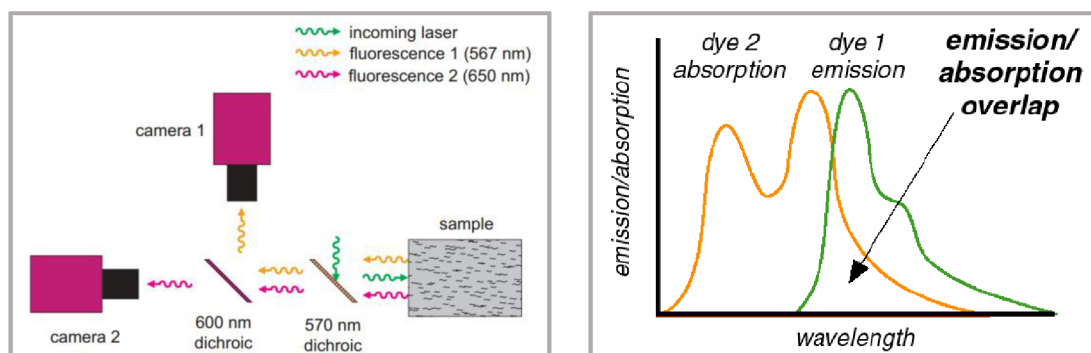 incoming laser
fluorescence 1 (567 nm)
fluorescence 2 (650 nm)
camera 1
sample
camera 2
600 nm
dichroic
570 nm
dichroic
dye 2
absorption
dye 1
emission
emission/
absorption
overlap
emission/absorption
wavelength